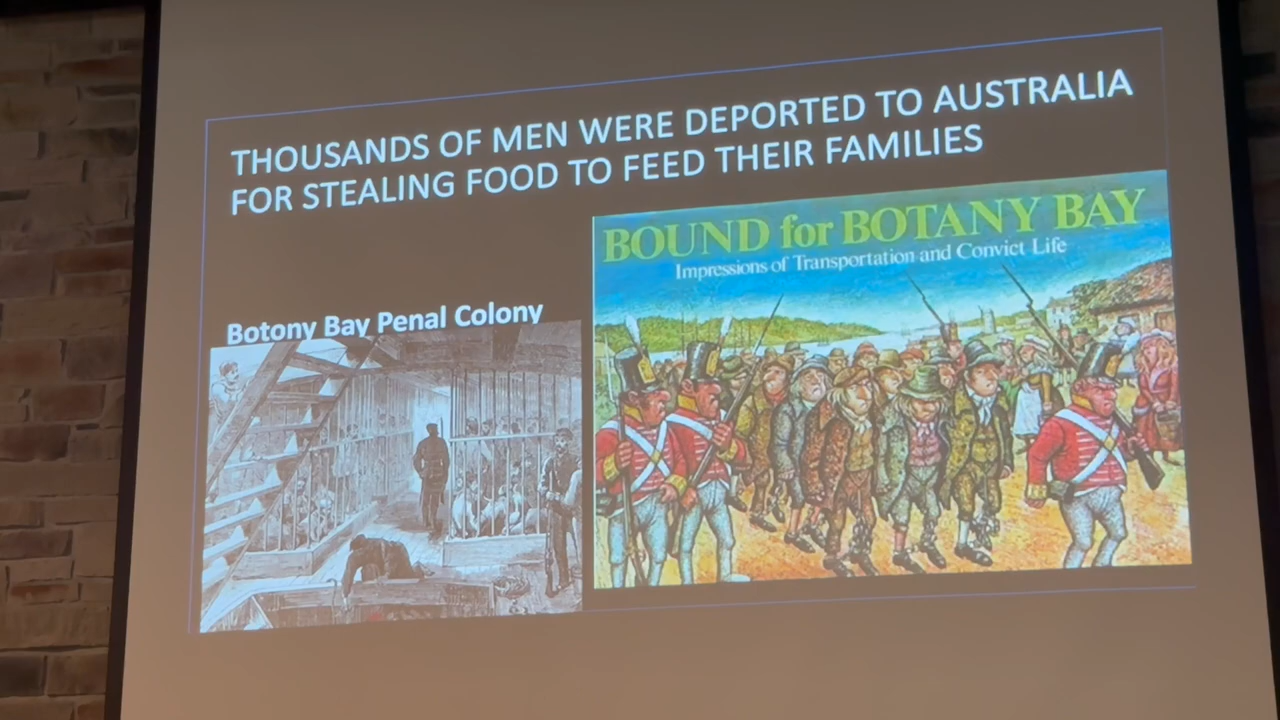 THOUSANDS OF MEN WERE DEPORTED TO AUSTRALIA
FOR STEALING FOOD TO FEED THEIR FAMILIES
Botony Bay Penal Colony
BOUND for BOTANY BAY
Impressions of Transportation and Convict Life